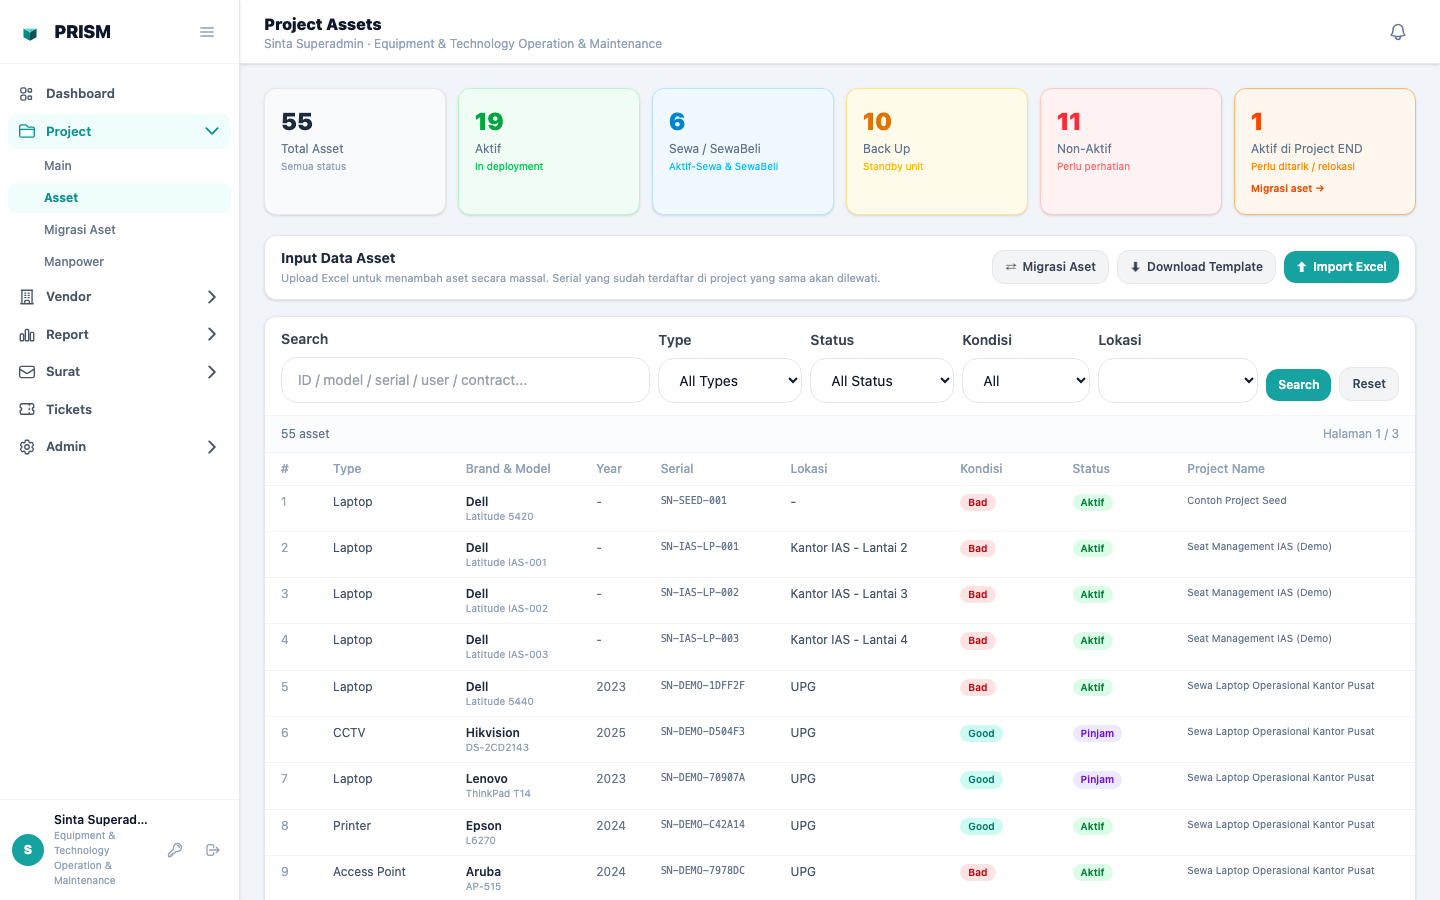 PRISM
Dashboard
Project
Main
Asset
Migrasi Aset
Manpower
Vendor
Report
Surat
Tickets
Admin
S
Sinta Superad...
Equipment &
Technology
Operation &
Maintenance
Project Assets
Sinta Superadmin · Equipment & Technology Operation & Maintenance
55
Total Asset
Semua status
19
Aktif
In deployment
6
Sewa / SewaBeli
Aktif-Sewa & SewaBeli
10
Back Up
Standby unit
11
Non-Aktif
Perlu perhatian
1
Aktif di Project END
Perlu ditarik / relokasi
Migrasi aset →
Input Data Asset
Upload Excel untuk menambah aset secara massal. Serial yang sudah terdaftar di project yang sama akan dilewati.
⇄ Migrasi Aset
⬇ Download Template
⬆ Import Excel
Search Type Status Kondisi Lokasi
ID / model / serial / user / contract... All Types All Status All Search Reset
55 asset Halaman 1 / 3
# Type Brand & Model Year Serial Lokasi Kondisi Status Project Name
1 Laptop Dell - SN-SEED-001 - Bad Aktif Contoh Project Seed
Latitude 5420
2 Laptop Dell - SN-IAS-LP-001 Kantor IAS - Lantai 2 Bad Aktif Seat Management IAS (Demo)
Latitude IAS-001
3 Laptop Dell - SN-IAS-LP-002 Kantor IAS - Lantai 3 Bad Aktif Seat Management IAS (Demo)
Latitude IAS-002
4 Laptop Dell - SN-IAS-LP-003 Kantor IAS - Lantai 4 Bad Aktif Seat Management IAS (Demo)
Latitude IAS-003
5 Laptop Dell 2023 SN-DEMO-1DFF2F UPG Bad Aktif Sewa Laptop Operasional Kantor Pusat
Latitude 5440
6 CCTV Hikvision 2025 SN-DEMO-D504F3 UPG Good Pinjam Sewa Laptop Operasional Kantor Pusat
DS-2CD2143
7 Laptop Lenovo 2023 SN-DEMO-70907A UPG Good Pinjam Sewa Laptop Operasional Kantor Pusat
ThinkPad T14
8 Printer Epson 2024 SN-DEMO-C42A14 UPG Good Aktif Sewa Laptop Operasional Kantor Pusat
L6270
9 Access Point Aruba 2024 SN-DEMO-7978DC UPG Bad Aktif Sewa Laptop Operasional Kantor Pusat
AP-515